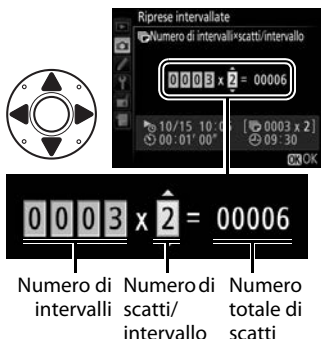 Riprese intervallate
Numero di intervalli×scatti/intervallo
0003 x 2 = 00006
10/15 10:05 [0003 x 2]
00:01'00" 09:30
OK OK
0003 x 2 = 00006
Numero di intervalli
Numero di scatti/ intervallo
Numero totale di scatti